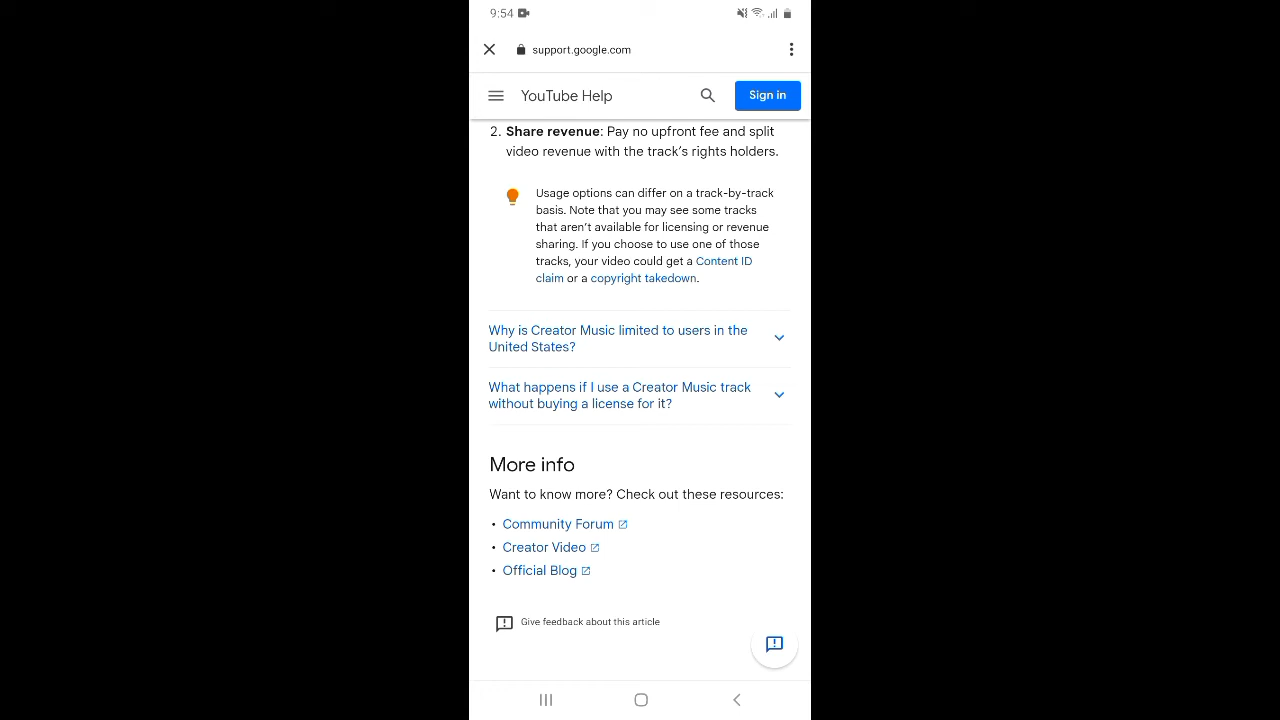 9:54
support.google.com
YouTube Help
Sign in
2. Share revenue: Pay no upfront fee and split
video revenue with the track’s rights holders.
Usage options can differ on a track-by-track
basis. Note that you may see some tracks
that aren’t available for licensing or revenue
sharing. If you choose to use one of those
tracks, your video could get a Content ID
claim or a copyright takedown.
Why is Creator Music limited to users in the
United States?
What happens if I use a Creator Music track
without buying a license for it?
More info
Want to know more? Check out these resources:
• Community Forum
• Creator Video
• Official Blog
Give feedback about this article